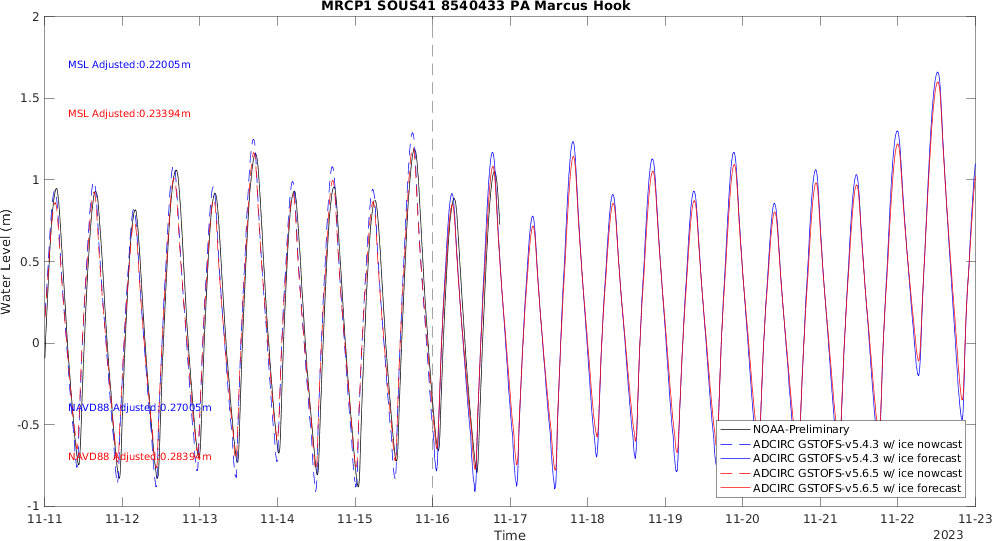 MRCP1 SOUS41 8540433 PA Marcus Hook
2
1.5
1
0.5
0
-0.5
-1
Water Level (m)
MSL Adjusted:0.22005m
MSL Adjusted:0.23394m
NAVD88 Adjusted:0.27005m
NAVD88 Adjusted:0.28394m
NOAA-Preliminary
ADCIRC GSTOFS-v5.4.3 w/ ice nowcast
ADCIRC GSTOFS-v5.4.3 w/ ice forecast
ADCIRC GSTOFS-v5.6.5 w/ ice nowcast
ADCIRC GSTOFS-v5.6.5 w/ ice forecast
11-11 11-12 11-13 11-14 11-15 11-16 11-17 11-18 11-19 11-20 11-21 11-22 11-23
Time
2023